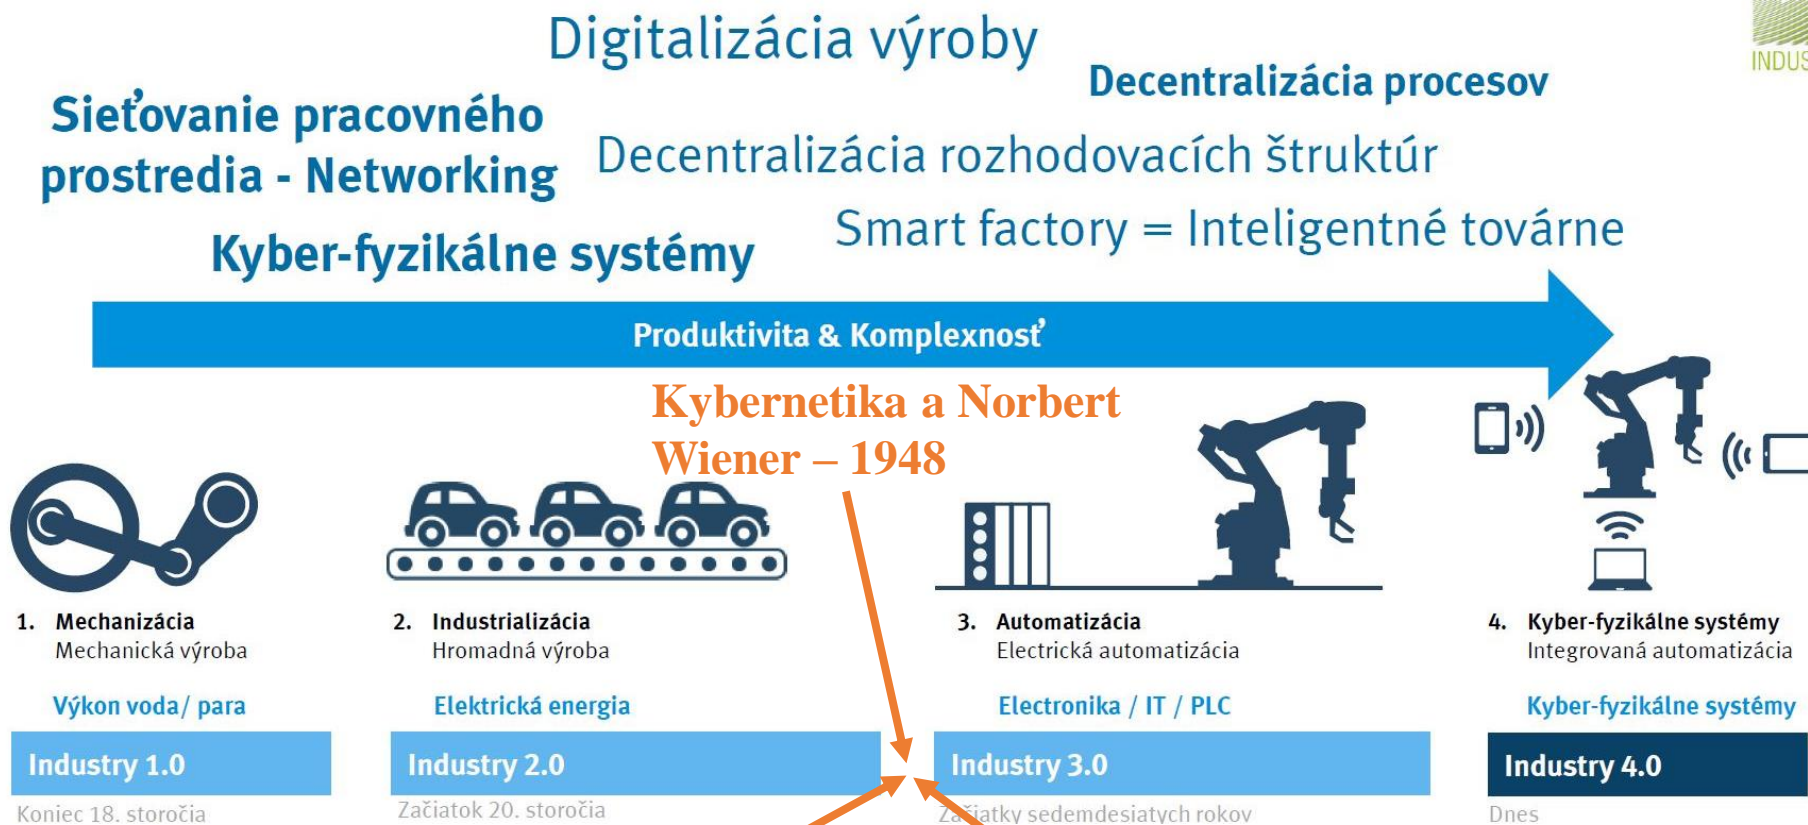 Digitalizácia výroby
INDUS
Decentralizácia procesov
Sieťovanie pracovného
prostredia - Networking
Decentralizácia rozhodovacích štruktúr
Smart factory = Inteligentné továrne
Kyber-fyzikálne systémy
Produktivita & Komplexnosť
Kybernetika a Norbert
Wiener – 1948
1. Mechanizácia
Mechanická výroba
Výkon voda/ para
Industry 1.0
Koniec 18. storočia
2. Industrializácia
Hromadná výroba
Elektrická energia
Industry 2.0
Začiatok 20. storočia
3. Automatizácia
Electrická automatizácia
Electronika / IT / PLC
Industry 3.0
Začiatky sedemdesiatych rokov
4. Kyber-fyzikálne systémy
Integrovaná automatizácia
Kyber-fyzikálne systémy
Industry 4.0
Dnes